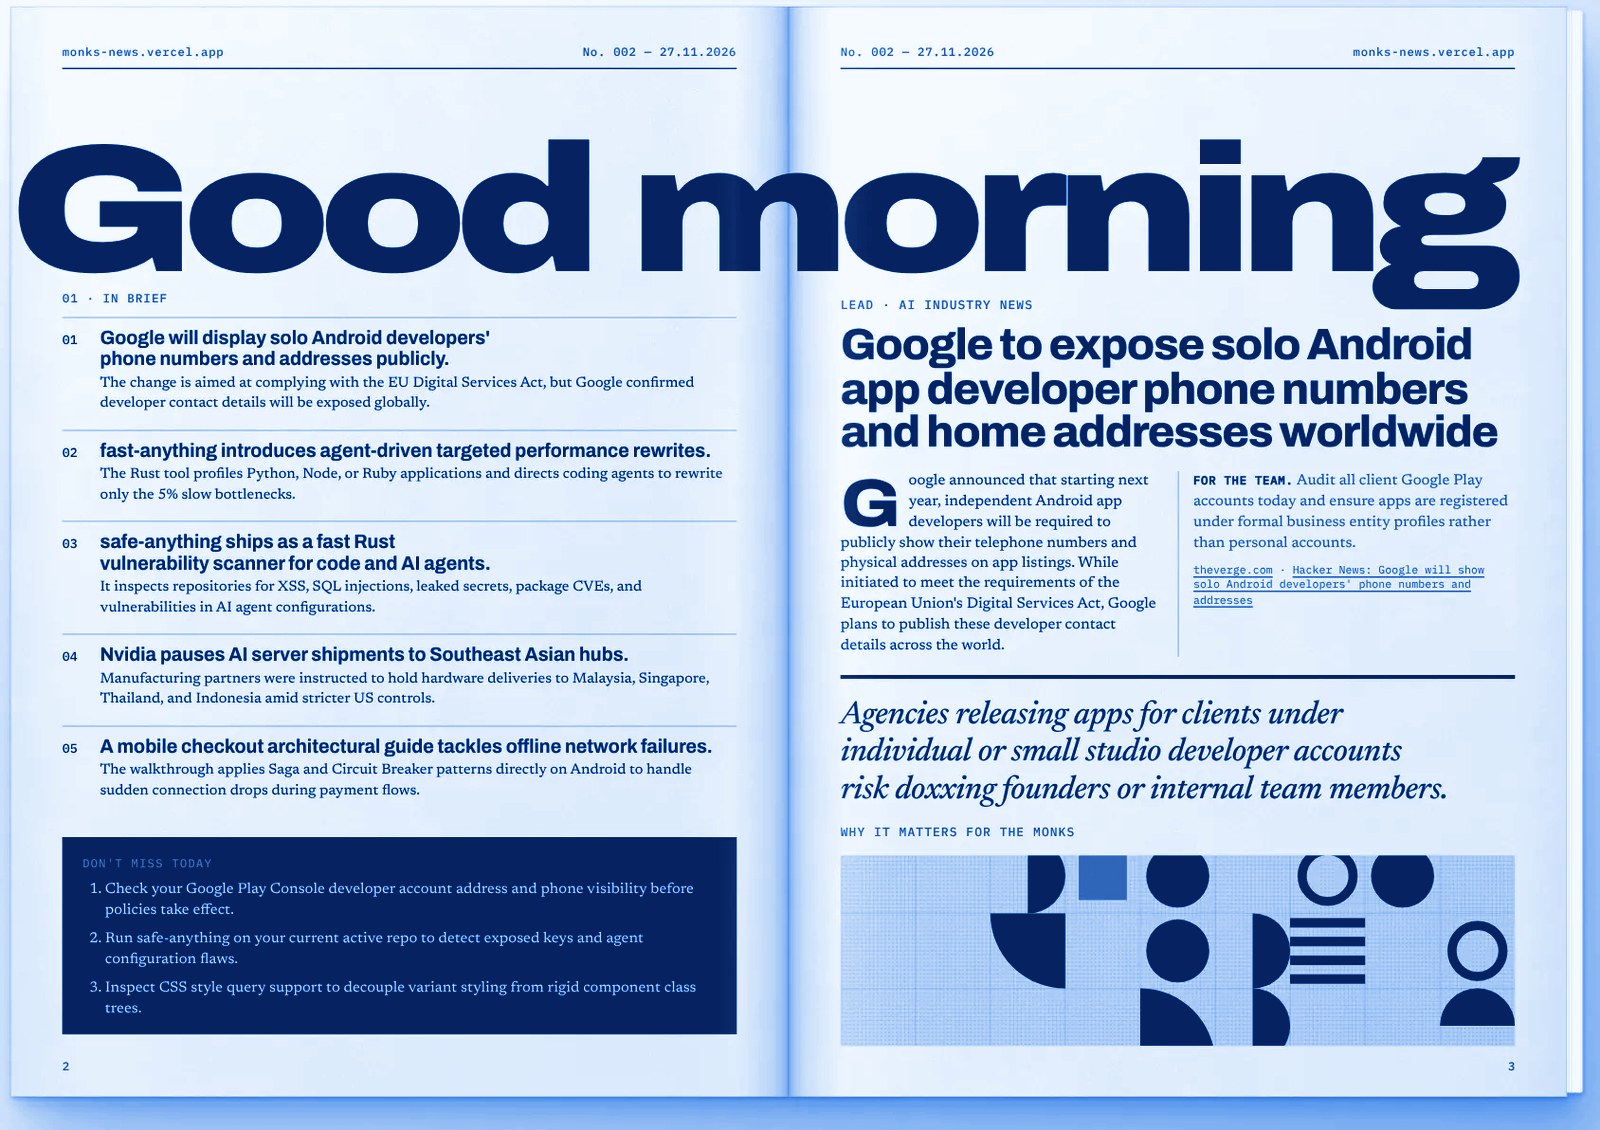 monks-news.vercel.app
No. 002 — 27.11.2026
No. 002 — 27.11.2026
monks-news.vercel.app
Good morning
01 · IN BRIEF
01
Google will display solo Android developers'
phone numbers and addresses publicly.
The change is aimed at complying with the EU Digital Services Act, but Google confirmed
developer contact details will be exposed globally.
02
fast-anything introduces agent-driven targeted performance rewrites.
The Rust tool profiles Python, Node, or Ruby applications and directs coding agents to rewrite
only the 5% slow bottlenecks.
03
safe-anything ships as a fast Rust
vulnerability scanner for code and AI agents.
It inspects repositories for XSS, SQL injections, leaked secrets, package CVEs, and
vulnerabilities in AI agent configurations.
04
Nvidia pauses AI server shipments to Southeast Asian hubs.
Manufacturing partners were instructed to hold hardware deliveries to Malaysia, Singapore,
Thailand, and Indonesia amid stricter US controls.
05
A mobile checkout architectural guide tackles offline network failures.
The walkthrough applies Saga and Circuit Breaker patterns directly on Android to handle
sudden connection drops during payment flows.
DON'T MISS TODAY
1. Check your Google Play Console developer account address and phone visibility before
policies take effect.
2. Run safe-anything on your current active repo to detect exposed keys and agent
configuration flaws.
3. Inspect CSS style query support to decouple variant styling from rigid component class
trees.
2
LEAD · AI INDUSTRY NEWS
Google to expose solo Android
app developer phone numbers
and home addresses worldwide
Google announced that starting next
year, independent Android app
developers will be required to
publicly show their telephone numbers and
physical addresses on app listings. While
initiated to meet the requirements of the
European Union's Digital Services Act, Google
plans to publish these developer contact
details across the world.
FOR THE TEAM. Audit all client Google Play
accounts today and ensure apps are registered
under formal business entity profiles rather
than personal accounts.
theverge.com · Hacker News: Google will show
solo Android developers' phone numbers and
addresses
Agencies releasing apps for clients under
individual or small studio developer accounts
risk doxxing founders or internal team members.
WHY IT MATTERS FOR THE MONKS
3